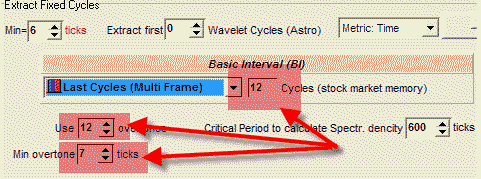 Extract Fixed Cycles
Min= 6 ticks Extract first 0 Wavelet Cycles (Astro) Metric: Time
Basic Interval (BI)
Last Cycles (Multi Frame) 12 Cycles (stock market memory)
Use 12 overtones Critical Period to calculate Spectr. dencity 600 ticks
Min overtone 7 ticks